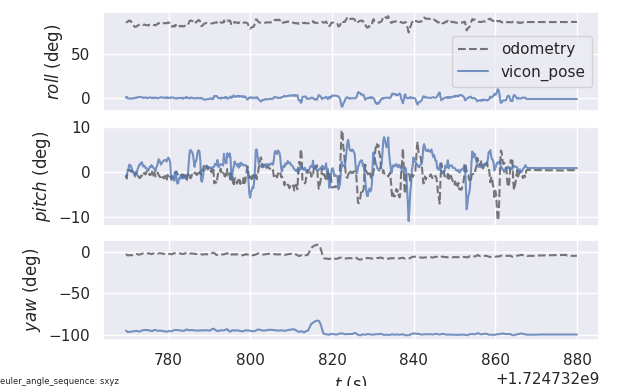 roll (deg)
50
0
odometry
vicon_pose
pitch (deg)
10
0
−10
yaw (deg)
0
−50
−100
780
800
820
840
860
880
euler_angle_sequence: sxyz
t (s)
+1.724732e9